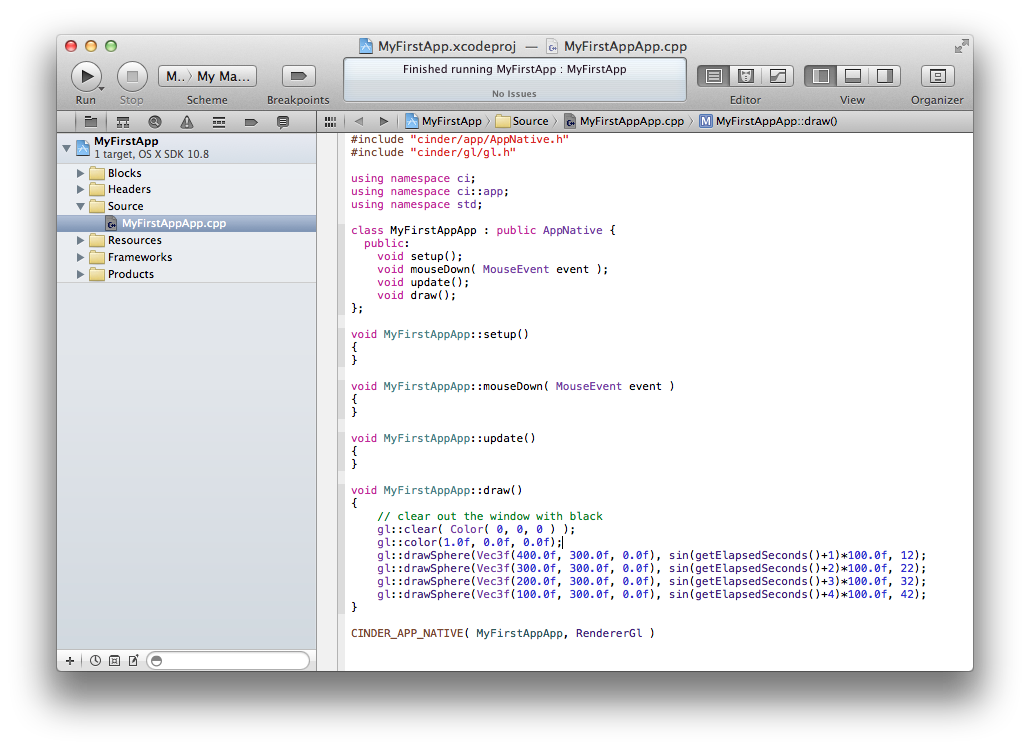 MyFirstApp.xcodeproj — MyFirstAppApp.cpp
Run
Stop
M.. My Ma...
Scheme
Breakpoints
Finished running MyFirstApp : MyFirstApp
No Issues
Editor
View
Organizer
MyFirstApp
Source
MyFirstAppApp.cpp
M MyFirstAppApp::draw()
MyFirstApp
1 target, OS X SDK 10.8
Blocks
Headers
Source
MyFirstAppApp.cpp
Resources
Frameworks
Products
#include "cinder/app/AppNative.h"
#include "cinder/gl/gl.h"
using namespace ci;
using namespace ci::app;
using namespace std;
class MyFirstAppApp : public AppNative {
public:
void setup();
void mouseDown( MouseEvent event );
void update();
void draw();
};
void MyFirstAppApp::setup()
{
}
void MyFirstAppApp::mouseDown( MouseEvent event )
{
}
void MyFirstAppApp::update()
{
}
void MyFirstAppApp::draw()
{
// clear out the window with black
gl::clear( Color( 0, 0, 0 ) );
gl::color(1.0f, 0.0f, 0.0f);
gl::drawSphere(Vec3f(400.0f, 300.0f, 0.0f), sin(getElapsedSeconds()+1)*100.0f, 12);
gl::drawSphere(Vec3f(300.0f, 300.0f, 0.0f), sin(getElapsedSeconds()+2)*100.0f, 22);
gl::drawSphere(Vec3f(200.0f, 300.0f, 0.0f), sin(getElapsedSeconds()+3)*100.0f, 32);
gl::drawSphere(Vec3f(100.0f, 300.0f, 0.0f), sin(getElapsedSeconds()+4)*100.0f, 42);
}
CINDER_APP_NATIVE( MyFirstAppApp, RendererGl )